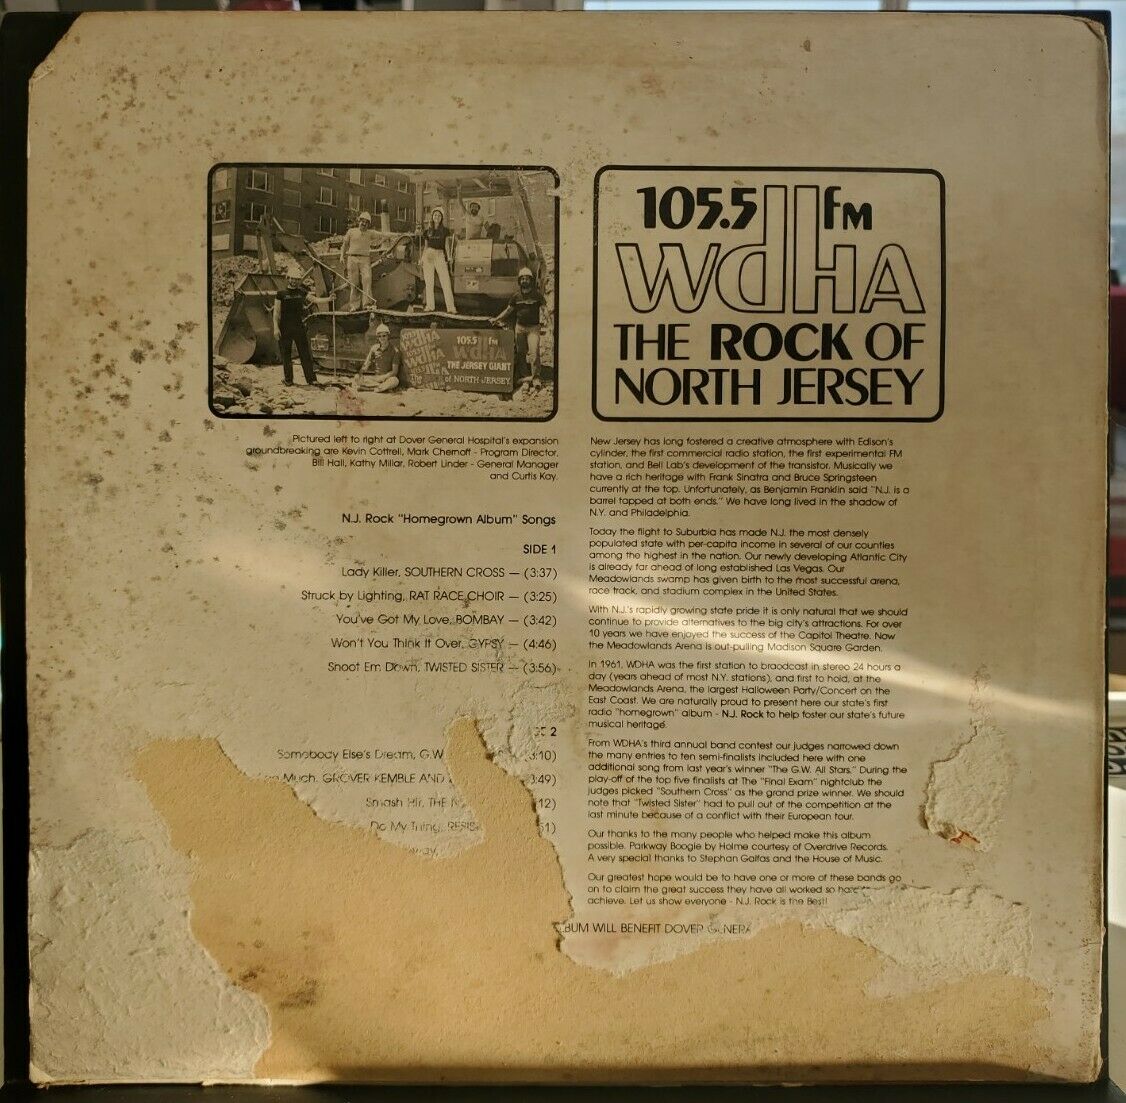 105.5 FM
WDHA
THE ROCK OF
NORTH JERSEY
105.5 FM
WDHA
THE JERSEY GIANT
of NORTH JERSEY
Pictured left to right at Dover General Hospital's expansion
groundbreaking are Kevin Cottrell, Mark Chernoff - Program Director,
Bill Hall, Kathy Millar, Robert Linder - General Manager
and Curtis Kay.
N.J. Rock "Homegrown Album" Songs
SIDE 1
Lady Killer, SOUTHERN CROSS — (3:37)
Struck by Lighting, RAT RACE CHOIR — (3:25)
You've Got My Love, BOMBAY — (3:42)
Won't You Think It Over, GYPSY — (4:46)
Shoot Em Down, TWISTED SISTER — (3:56)
2
Somebody Else's Dream, G.W. :10)
Much, GROVER KEMBLE AND :49)
Smash Hit, THE 12)
Do My Thing, 51)
New Jersey has long fostered a creative atmosphere with Edison's
cylinder, the first commercial radio station, the first experimental FM
station, and Bell Lab's development of the transistor. Musically we
have a rich heritage with Frank Sinatra and Bruce Springsteen
currently at the top. Unfortunately, as Benjamin Franklin said "N.J. is a
barrel tapped at both ends." We have long lived in the shadow of
N.Y. and Philadelphia.
Today the flight to Suburbia has made N.J. the most densely
populated state with per-capita income in several of our counties
among the highest in the nation. Our newly developing Atlantic City
is already far ahead of long established Las Vegas. Our
Meadowlands swamp has given birth to the most successful arena,
race track, and stadium complex in the United States.
With N.J.'s rapidly growing state pride it is only natural that we should
continue to provide alternatives to the big city's attractions. For over
10 years we have enjoyed the success of the Capitol Theatre. Now
the Meadowlands Arena is out-pulling Madison Square Garden.
In 1961, WDHA was the first station to broadcast in stereo 24 hours a
day (years ahead of most N.Y. stations), and first to hold, at the
Meadowlands Arena, the largest Halloween Party/Concert on the
East Coast. We are naturally proud to present here our state's first
radio "homegrown" album - N.J. Rock to help foster our state's future
musical heritage.
From WDHA's third annual band contest our judges narrowed down
the many entries to ten semi-finalists included here with one
additional song from last year's winner "The G.W. All Stars." During the
play-off of the top five finalists at The "Final Exam" nightclub the
judges picked "Southern Cross" as the grand prize winner. We should
note that "Twisted Sister" had to pull out of the competition at the
last minute because of a conflict with their European tour.
Our thanks to the many people who helped make this album
possible. Parkway Boogie by Holme courtesy of Overdrive Records.
A very special thanks to Stephan Galfas and the House of Music.
Our greatest hope would be to have one or more of these bands go
on to claim the great success they have all worked so hard to
achieve. Let us show everyone - N.J. Rock is the Best!
BUM WILL BENEFIT DOVER GENERA